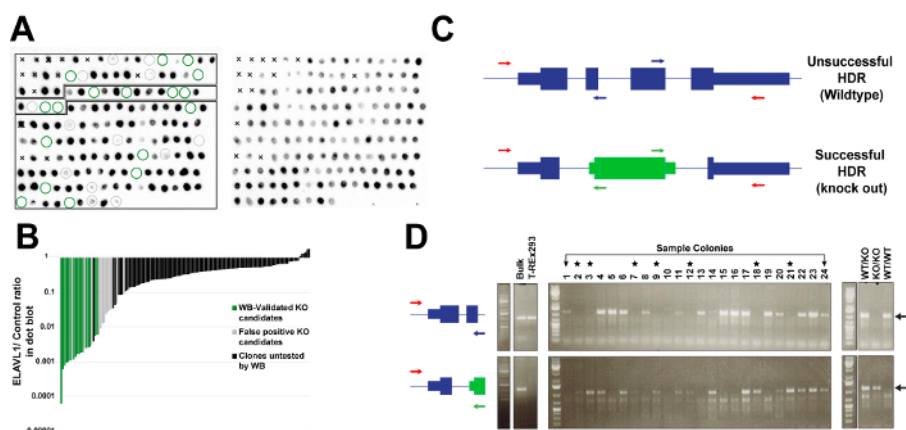 A
B
ELAVL1/ Control ratio
in dot blot
1
0.1
0.01
0.001
0.0001
0.00001
WB-Validated KO
candidates
False positive KO
candidates
Clones untested
by WB
C
Unsuccessful
HDR
(Wildtype)
Successful
HDR
(knock out)
D
Bulk
T-REx293
Sample Colonies
1 2 3 4 5 6 7 8 9 10 11 12 13 14 15 16 17 18 19 20 21 22 23 24
WT/KO
KO/KO
WT/WT